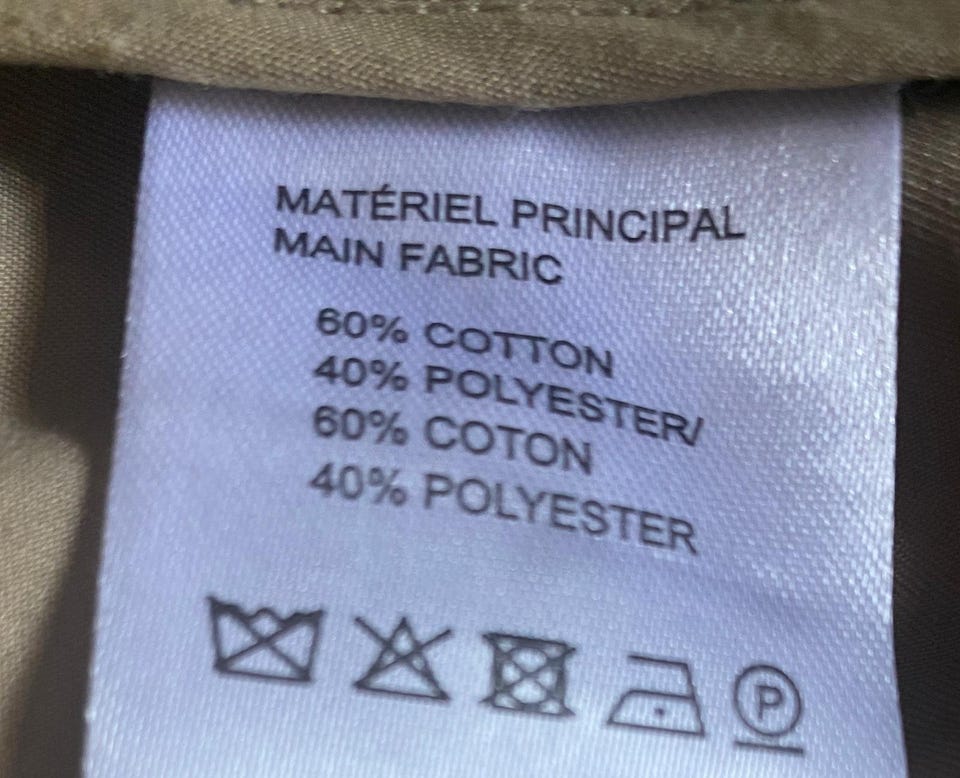 MATÉRIEL PRINCIPAL
MAIN FABRIC
60% COTTON
40% POLYESTER/
60% COTON
40% POLYESTER
P